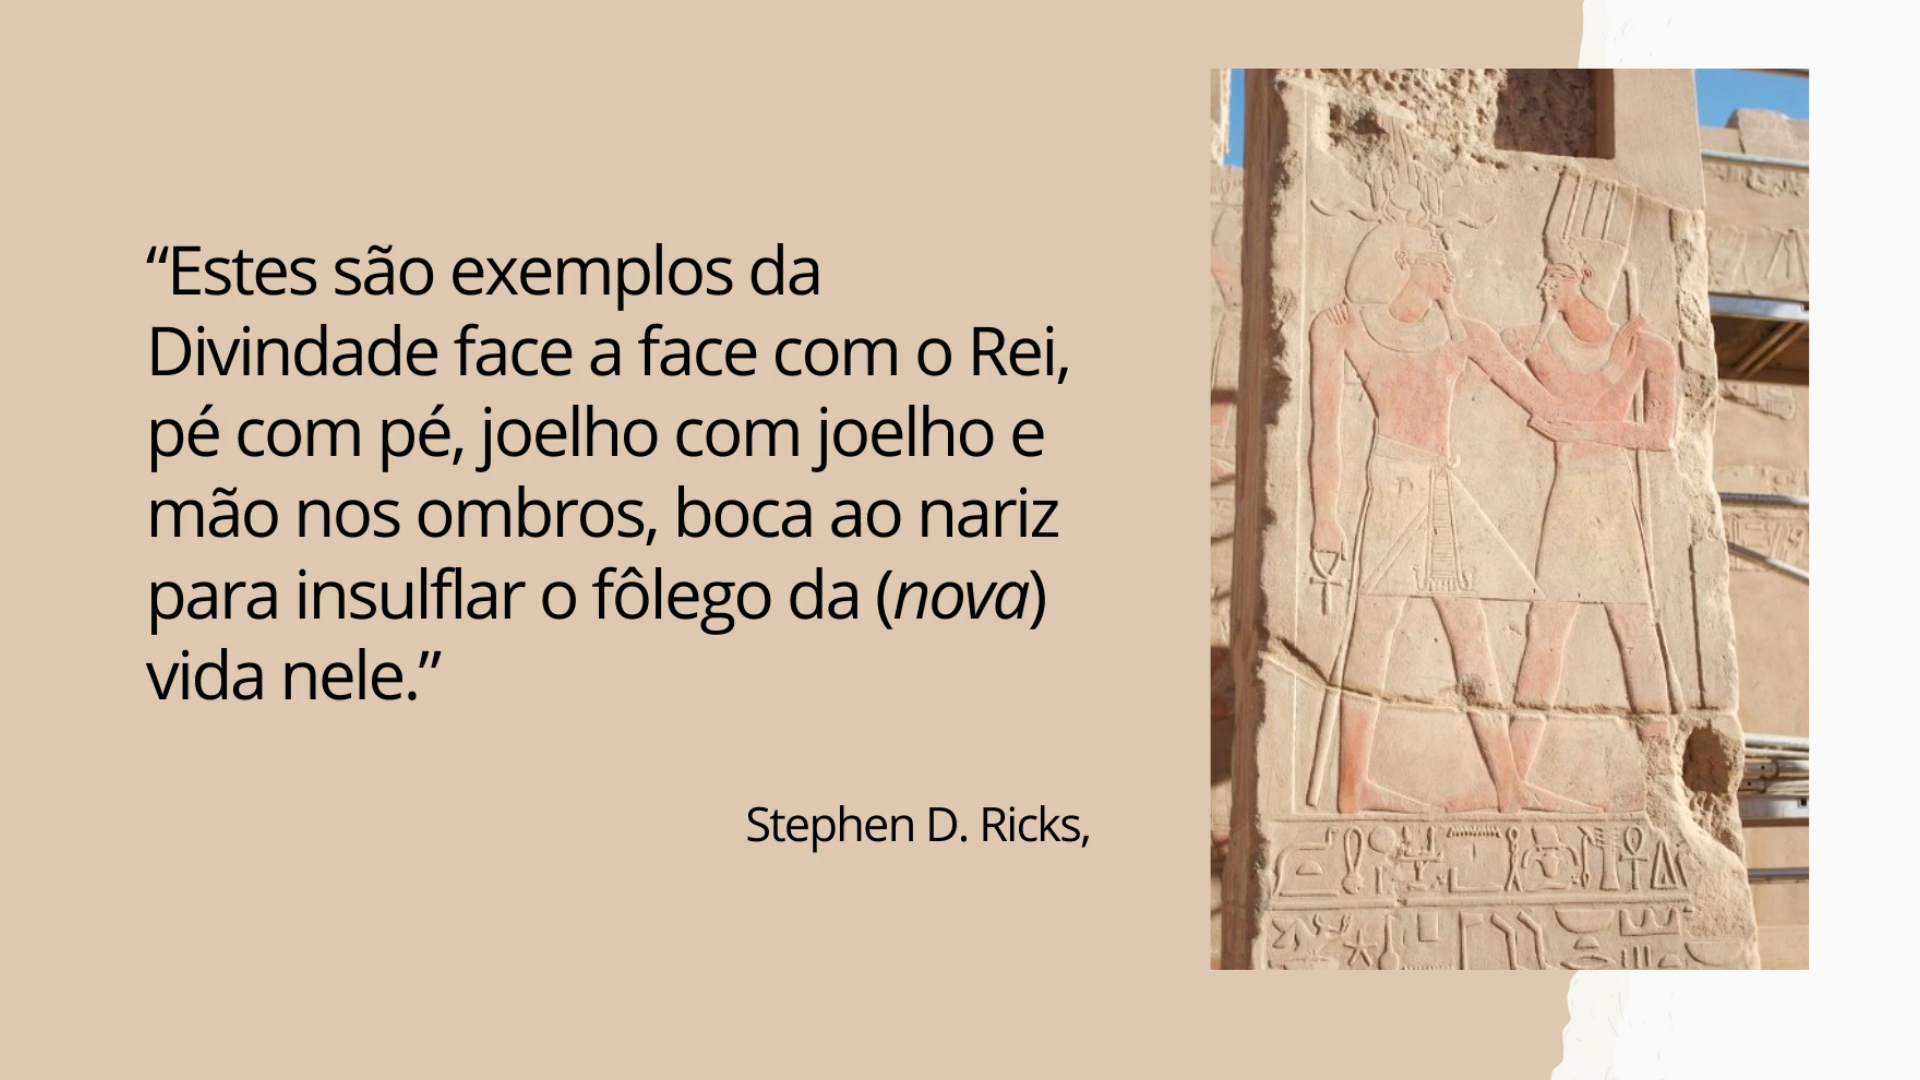 “Estes são exemplos da
Divindade face a face com o Rei,
pé com pé, joelho com joelho e
mão nos ombros, boca ao nariz
para insulflar o fôlego da (nova)
vida nele.”
Stephen D. Ricks,